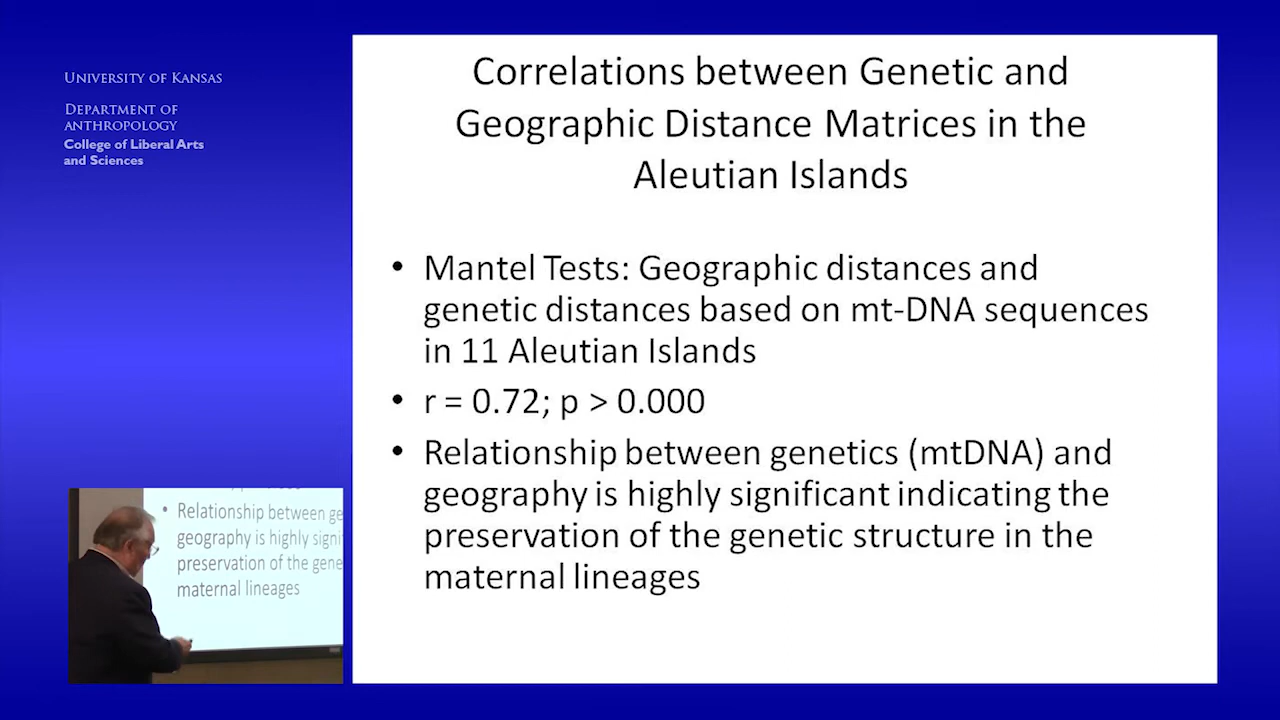 UNIVERSITY OF KANSAS
DEPARTMENT OF
ANTHROPOLOGY
College of Liberal Arts
and Sciences
Correlations between Genetic and
Geographic Distance Matrices in the
Aleutian Islands
• Mantel Tests: Geographic distances and
genetic distances based on mt-DNA sequences
in 11 Aleutian Islands
• r = 0.72; p > 0.000
• Relationship between genetics (mtDNA) and
geography is highly significant indicating the
preservation of the genetic structure in the
maternal lineages
• Relationship between ge
geography is highly signi
preservation of the gene
maternal lineages